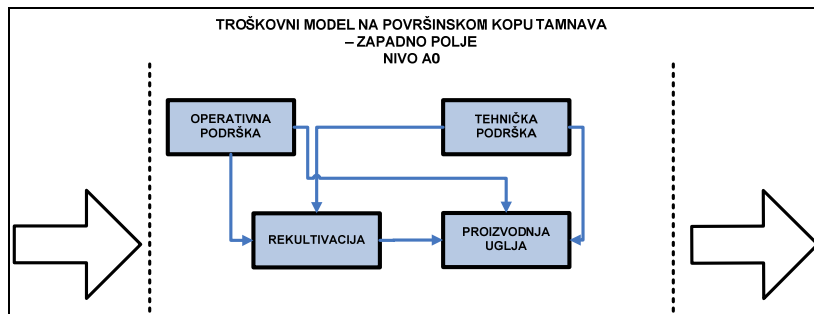 TROŠKOVNI MODEL NA POVRŠINSKOM KOPU TAMNAVA
– ZAPADNO POLJE
NIVO A0
OPERATIVNA
PODRŠKA
TEHNIČKA
PODRŠKA
REKULTIVACIJA
PROIZVODNJA
UGLJA